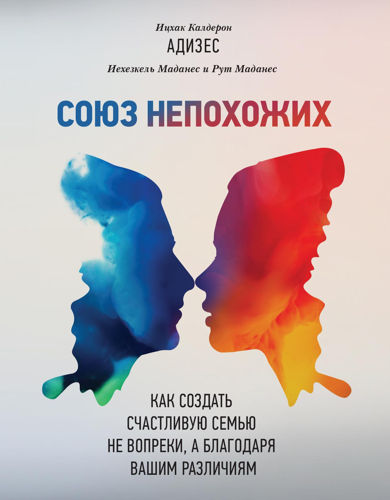 Ицхак Калдерон
АДИЗЕС
Иехезкель Маданес и Рут Маданес
СОЮЗ НЕПОХОЖИХ
КАК СОЗДАТЬ
СЧАСТЛИВУЮ СЕМЬЮ
НЕ ВОПРЕКИ, А БЛАГОДАРЯ
ВАШИМ РАЗЛИЧИЯМ